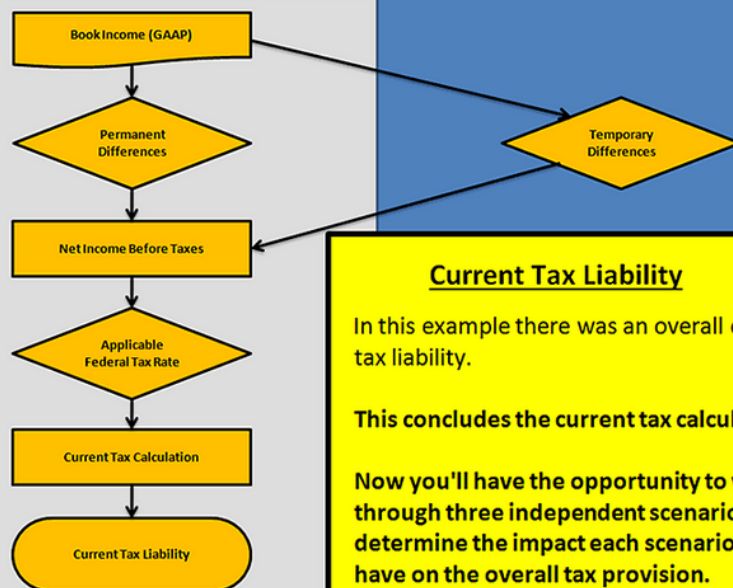 Book Income (GAAP)
Permanent
Differences
Temporary
Differences
Net Income Before Taxes
Applicable
Federal Tax Rate
Current Tax Calculation
Current Tax Liability
Current Tax Liability
In this example there was an overall
tax liability.
This concludes the current tax
Now you'll have the opportunity to
through three independent
determine the impact each scenario
have on the overall tax provision.